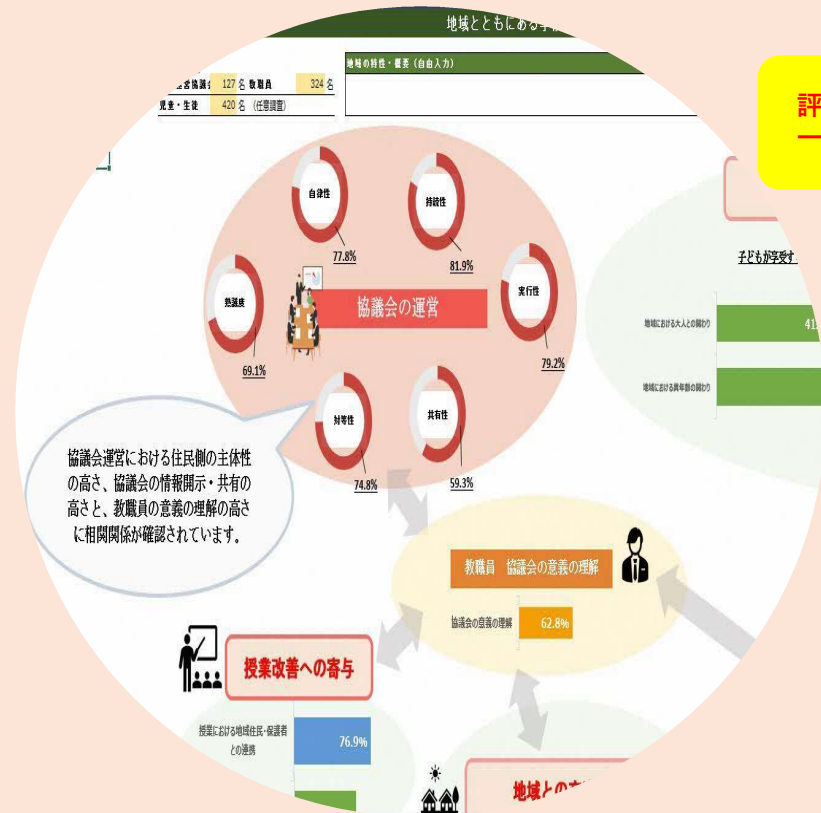 地域とともにある学
地域の特性・概要（自由入力）
営協議会 127 名 教職員 324 名
児童・生徒 420 名 （任意調査）
評
自律性
77.8%
持続性
81.9%
熟議度
69.1%
協議会の運営
実行性
79.2%
対等性
74.8%
共有性
59.3%
子どもが享受す
地域における大人との関わり
41
地域における異年齢の関わり
協議会運営における住民側の主体性
の高さ、協議会の情報開示・共有の
高さと、教職員の意義の理解の高さ
に相関関係が確認されています。
教職員 協議会の意義の理解
協議会の意義の理解 62.8%
授業改善への寄与
授業における地域住民・保護者
との連携
76.9%
地域との